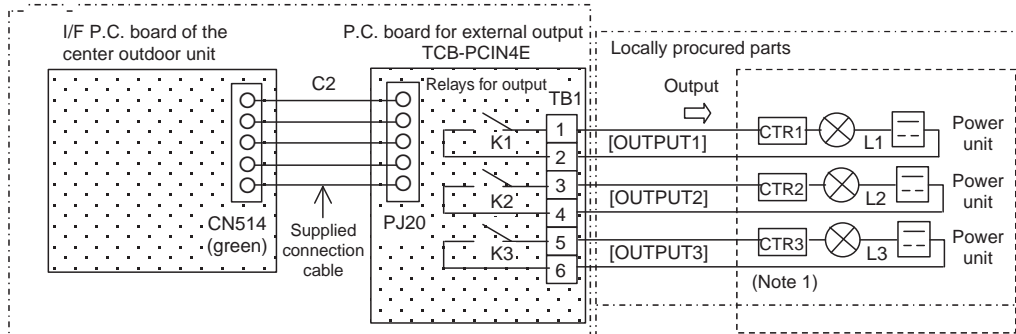 I/F P.C. board of the
center outdoor unit
P.C. board for external output
TCB-PCIN4E
Locally procured parts
C2
Relays for output
TB1
Output
1
K1
2
[OUTPUT1]
CTR1
L1
Power
unit
3
K2
4
[OUTPUT2]
CTR2
L2
Power
unit
5
K3
6
[OUTPUT3]
CTR3
L3
Power
unit
CN514
(green)
Supplied
connection
cable
PJ20
(Note 1)